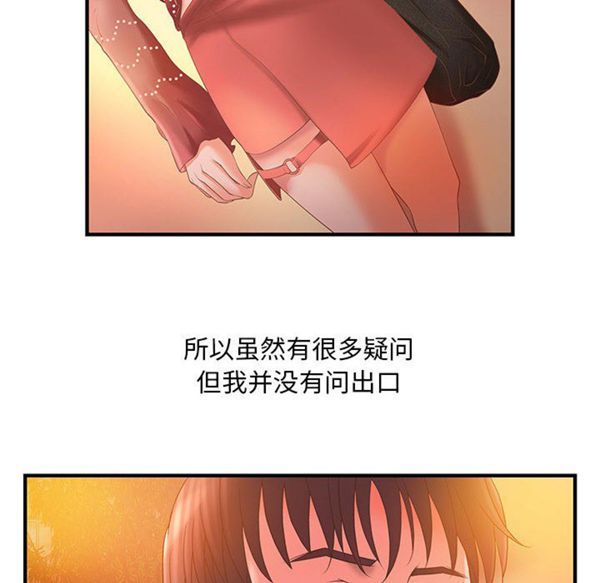 所以虽然有很多疑问
但我并没有问出口